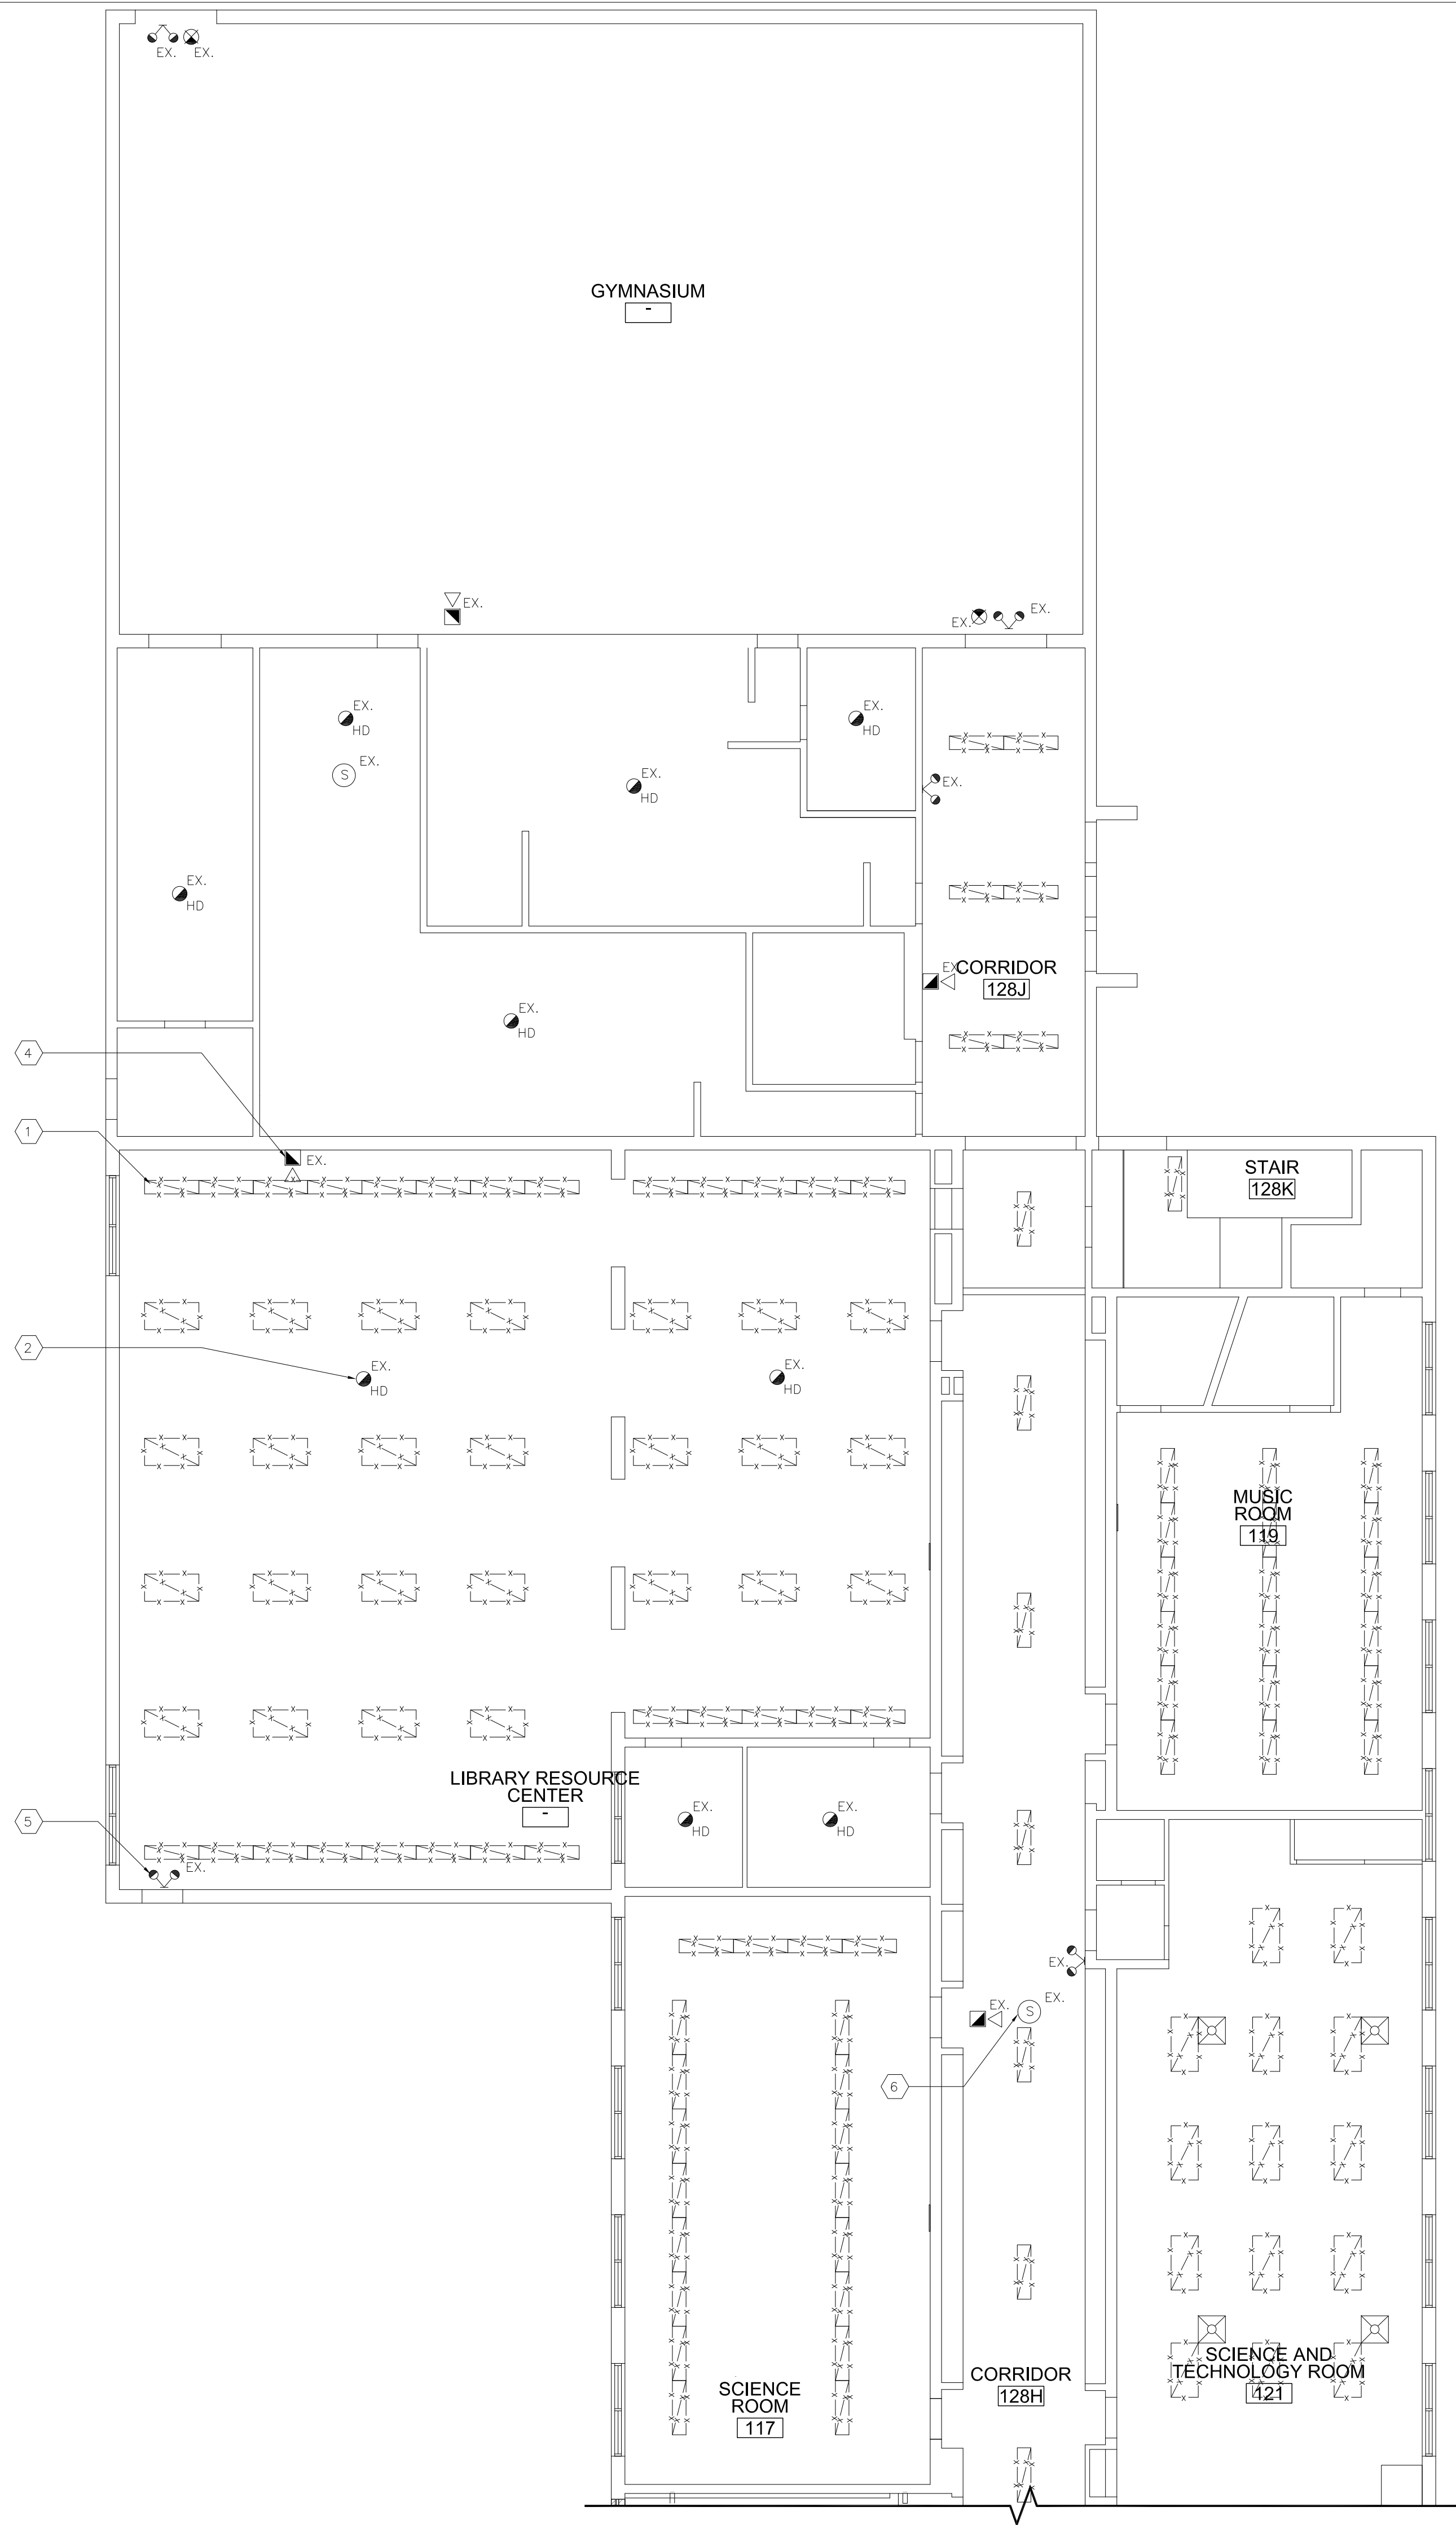 EX. EX.
GYMNASIUM
-
EX.
EX. EX.
EX.
HD
EX.
HD
EX.
S
EX.
HD
EX.
EX.
HD
EX.
CORRIDOR
128J
EX.
HD
4
1
EX.
STAIR
128K
2
EX.
HD
EX.
HD
MUSIC
ROOM
119
LIBRARY RESOURCE
CENTER
-
EX.
HD
EX.
HD
5
EX.
EX.
EX.
S
EX.
6
SCIENCE AND
TECHNOLOGY ROOM
121
CORRIDOR
128H
SCIENCE
ROOM
117